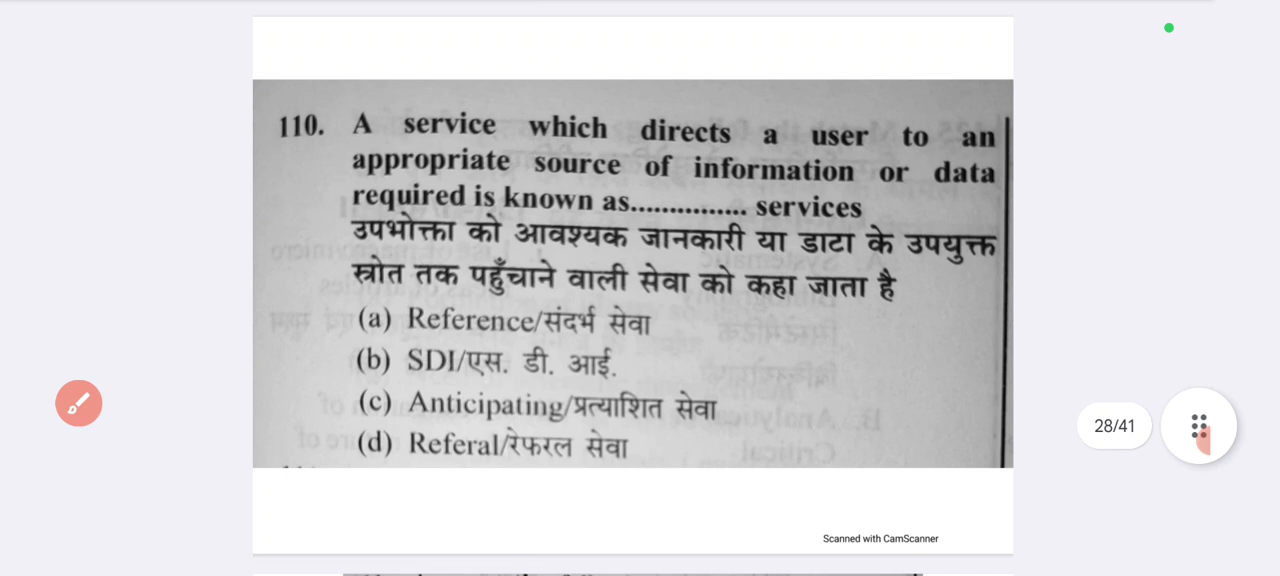 110. A service which directs a user to an
appropriate source of information or data
required is known as............... services
उपभोक्ता को आवश्यक जानकारी या डाटा के उपयुक्त
स्त्रोत तक पहुँचाने वाली सेवा को कहा जाता है
(a) Reference/संदर्भ सेवा
(b) SDI/एस. डी. आई.
(c) Anticipating/प्रत्याशित सेवा
(d) Referal/रेफरल सेवा
28/41
Scanned with CamScanner